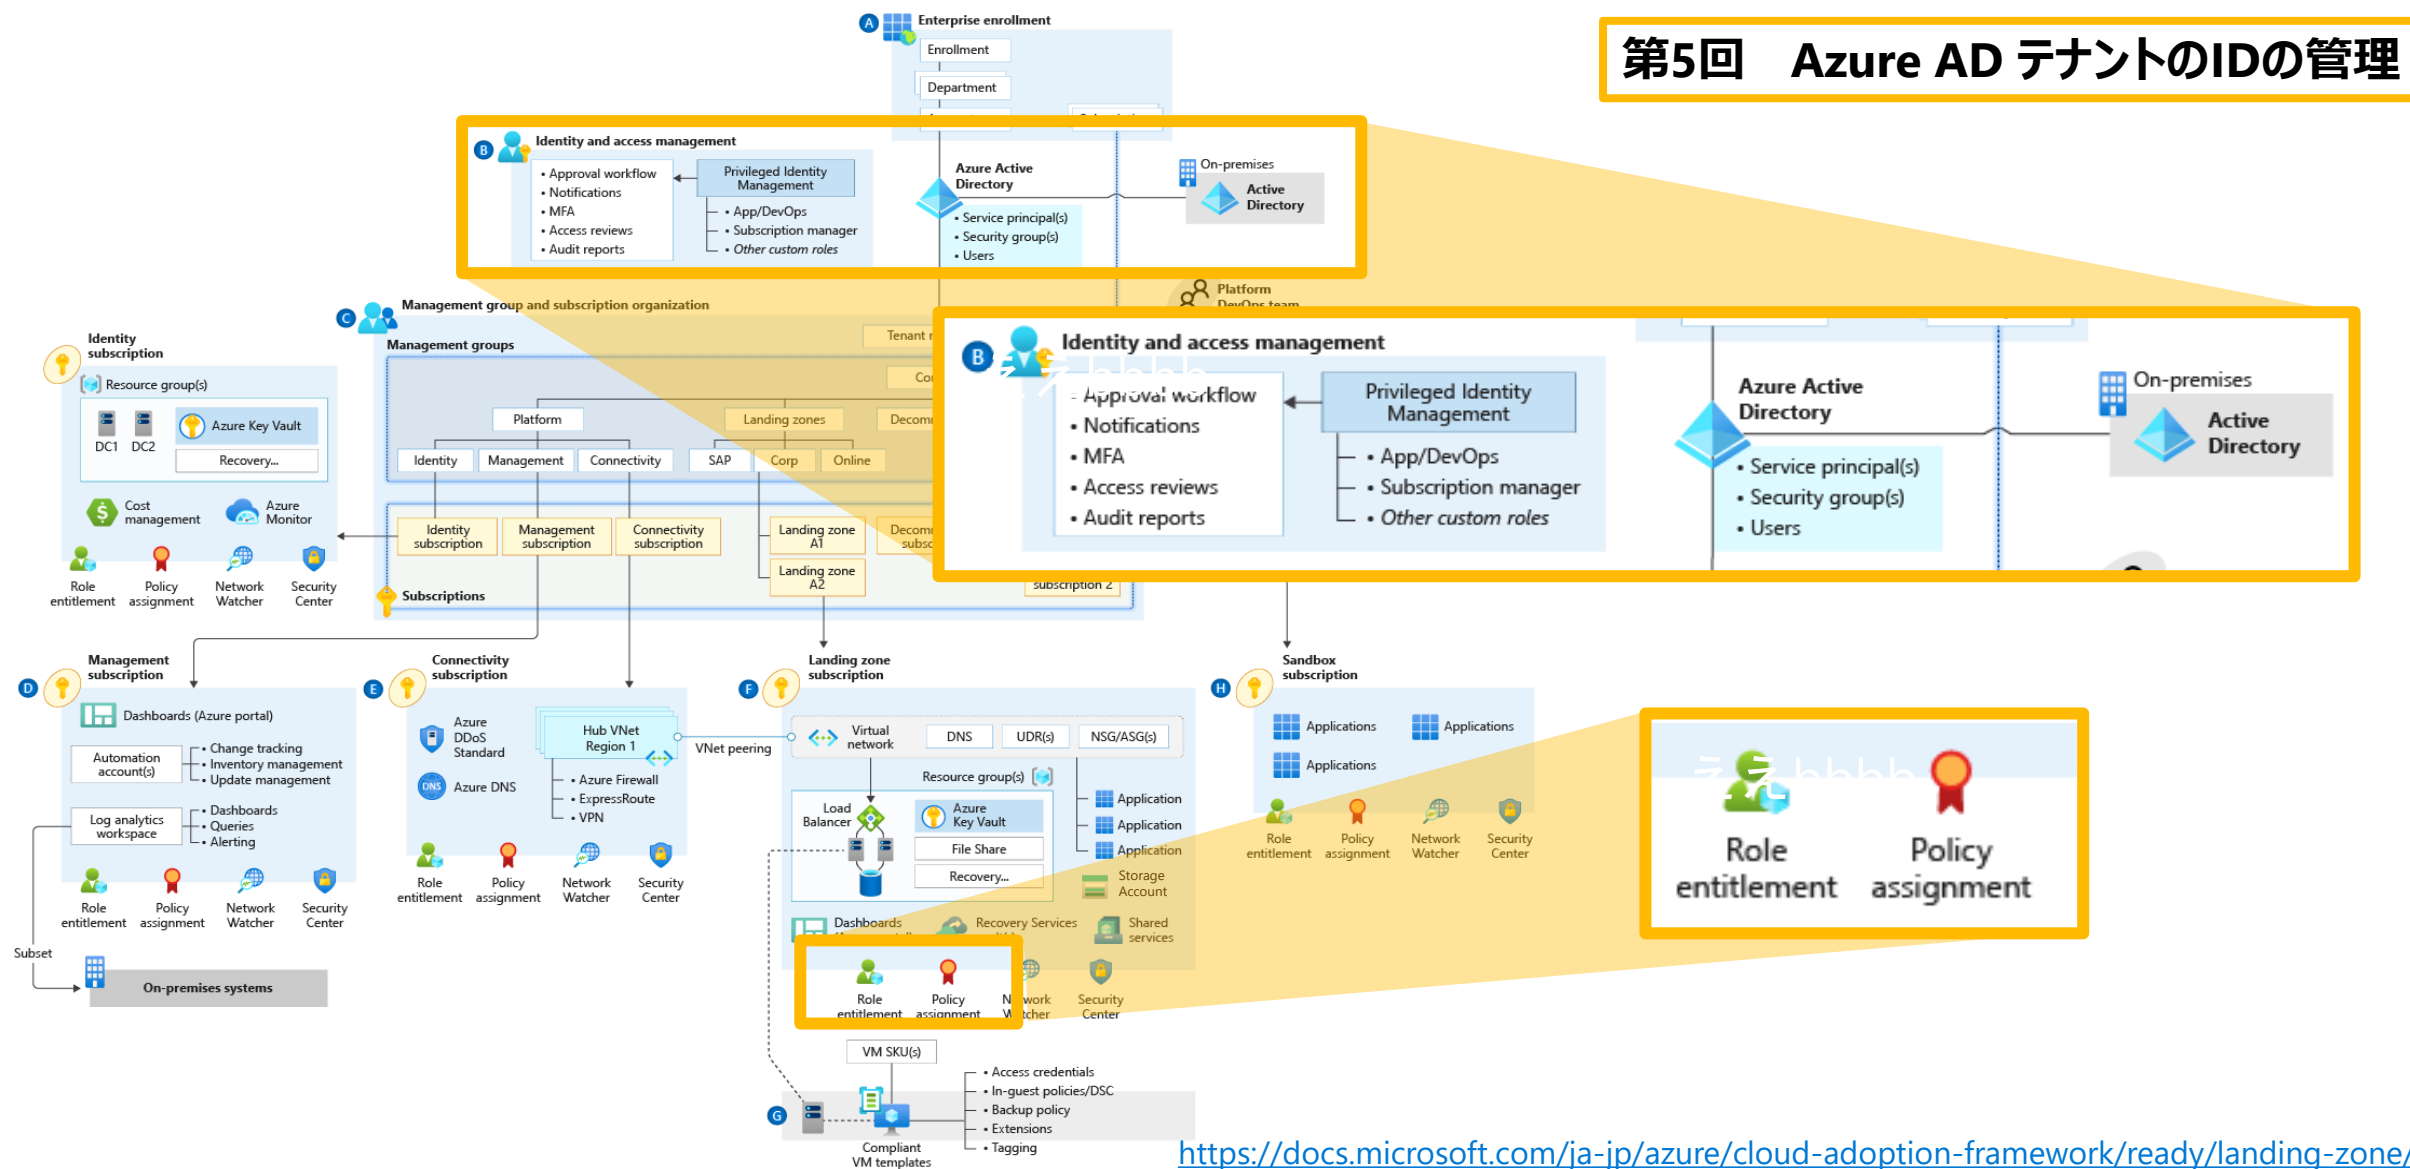 第5回　Azure AD テナントのIDの管理
A
Enterprise enrollment
Enrollment
Department
B
Identity and access management
• Approval workflow
• Notifications
• MFA
• Access reviews
• Audit reports
Privileged Identity
Management
• App/DevOps
• Subscription manager
• Other custom roles
Azure Active
Directory
• Service principal(s)
• Security group(s)
• Users
On-premises
Active
Directory
C
Management group and subscription organization
Platform
DevOps team
Management groups
Tenant
Platform
Landing zones
Identity
Management
Connectivity
SAP
Corp
Online
Identity
subscription
Management
subscription
Connectivity
subscription
Landing zone
A1
Landing zone
A2
subscription 2
Subscriptions
B
Identity and access management
ええ bbbb
• Approval workflow
• Notifications
• MFA
• Access reviews
• Audit reports
Privileged Identity
Management
• App/DevOps
• Subscription manager
• Other custom roles
Azure Active
Directory
• Service principal(s)
• Security group(s)
• Users
On-premises
Active
Directory
Identity
subscription
Resource group(s)
DC1 DC2
Azure Key Vault
Recovery...
Cost
management
Azure
Monitor
Role
entitlement
Policy
assignment
Network
Watcher
Security
Center
D
Management
subscription
Dashboards (Azure portal)
Automation
account(s)
• Change tracking
• Inventory management
• Update management
Log analytics
workspace
• Dashboards
• Queries
• Alerting
Role
entitlement
Policy
assignment
Network
Watcher
Security
Center
Subset
On-premises systems
E
Connectivity
subscription
Azure
DDoS
Standard
DNS
Azure DNS
Hub VNet
Region 1
• Azure Firewall
• ExpressRoute
• VPN
VNet peering
Role
entitlement
Policy
assignment
Network
Watcher
Security
Center
F
Landing zone
subscription
Virtual
network
DNS
UDR(s)
NSG/ASG(s)
Resource group(s)
Load
Balancer
Azure
Key Vault
File Share
Recovery...
Application
Application
Application
Storage
Account
Dashboards
Recovery Services
Shared
services
Role
entitlement
Policy
assignment
Network
Watcher
Security
Center
H
Sandbox
subscription
Applications
Applications
Applications
Role
entitlement
Policy
assignment
Network
Watcher
Security
Center
ええ bbbb
Role
entitlement
Policy
assignment
VM SKU(s)
G
Compliant
VM templates
• Access credentials
• In-guest policies/DSC
• Backup policy
• Extensions
• Tagging
https://docs.microsoft.com/ja-jp/azure/cloud-adoption-framework/ready/landing-zone/